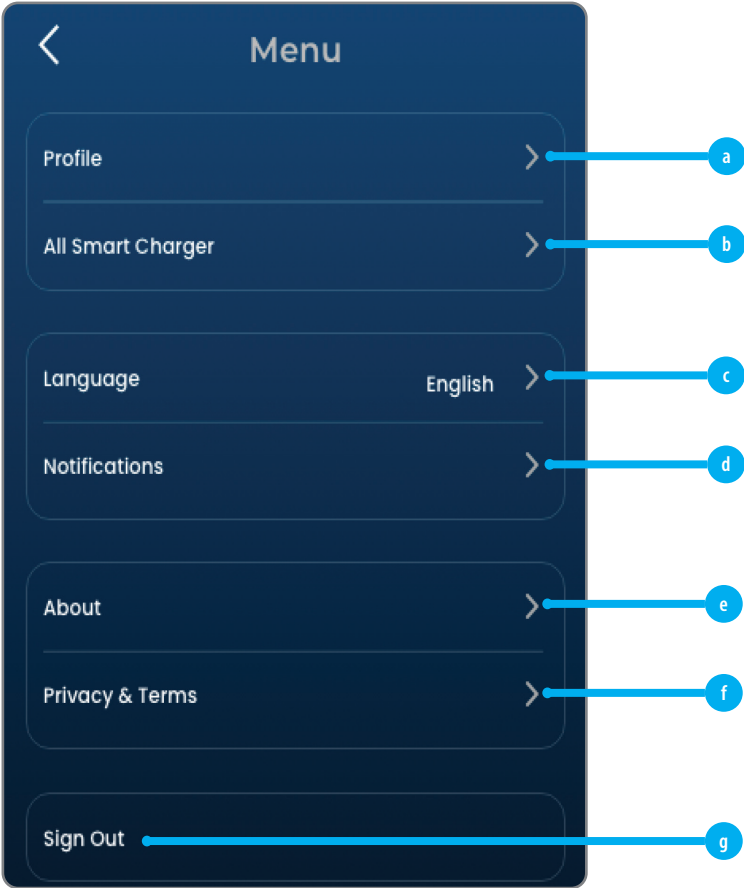 Menu
Profile
a
All Smart Charger
b
Language English
c
Notifications
d
About
e
Privacy & Terms
f
Sign Out
g